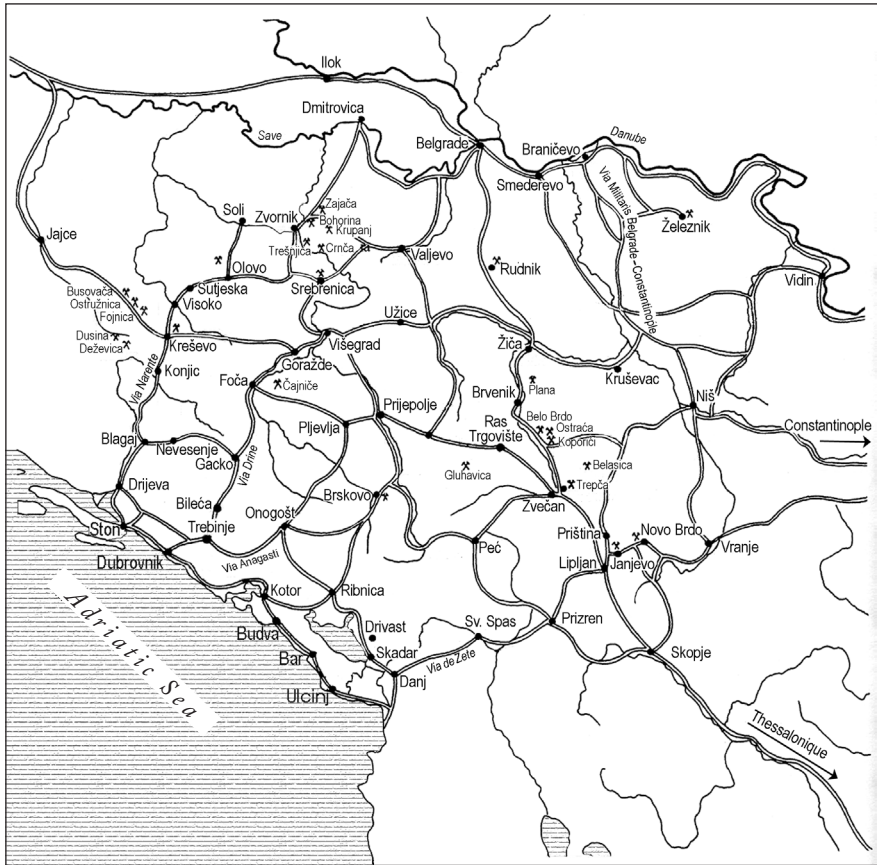 Ilok
Dmitrovica
Save
Belgrade
Braničevo
Danube
Smederevo
Via Militaris Belgrade-Constantinople
Železnik
Soli
Zvornik
Zajača
Bohorina
Krupanj
Trešnjica
Crnča
Valjevo
Rudnik
Jajce
Olovo
Sutjeska
Srebrenica
Vidin
Busovača
Ostružnica
Fojnica
Visoko
Užice
Dusina
Deževica
Kreševo
Višegrad
Goražde
Žiča
Kruševac
Konjic
Via Narente
Foča
Čajniče
Plana
Brvenik
Niš
Prijepolje
Pljevlja
Ras
Trgovište
Belo Brdo
Ostraća
Koporići
Constantinople
Blagaj
Nevesenje
Gacko
Via Drine
Gluhavica
Belasica
Trepča
Drijeva
Bileća
Onogošt
Brskovo
Zvečan
Ston
Trebinje
Priština
Novo Brdo
Vranje
Peć
Lipljan
Janjevo
Dubrovnik
Via Anagasti
Kotor
Ribnica
Budva
Drivast
Sv. Spas
Prizren
Bar
Skadar
Via de Zete
Skopje
Danj
Ulcinj
Adriatic Sea
Thessalonique